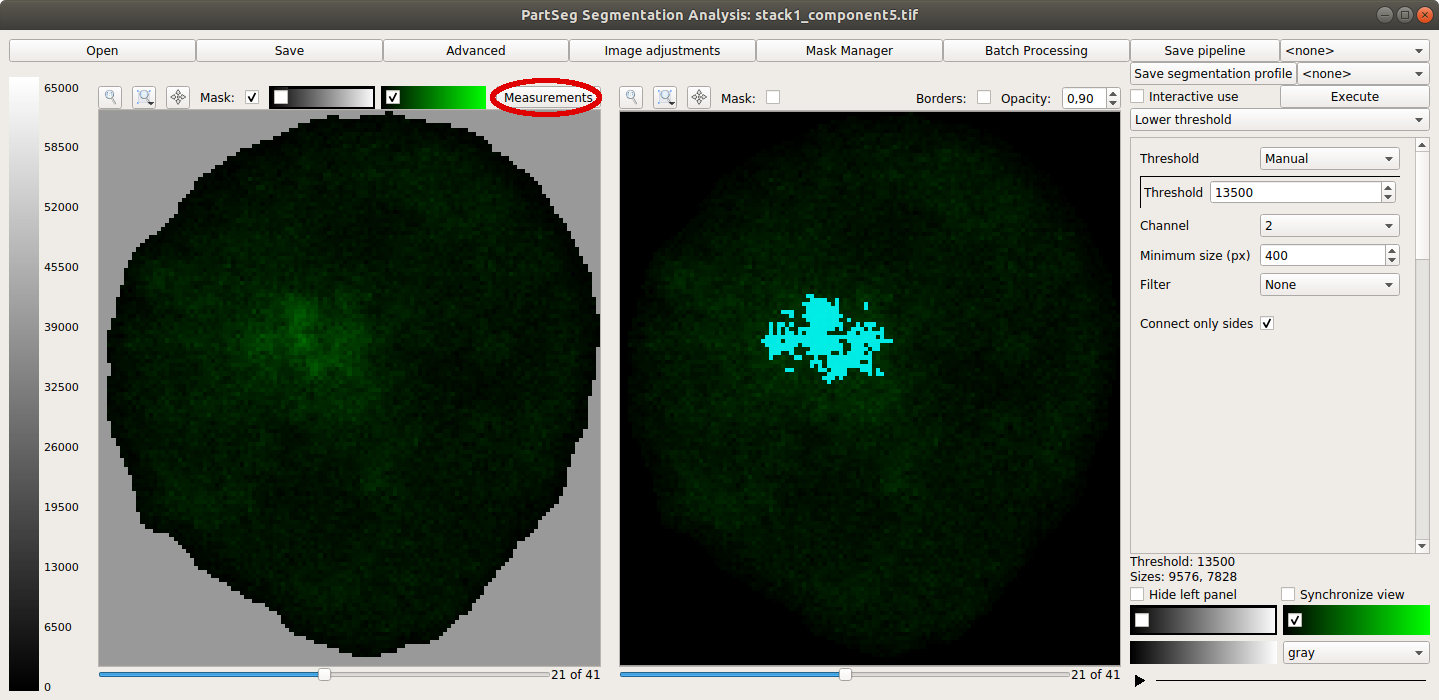 PartSeg Segmentation Analysis: stack1_component5.tif
Open Save Advanced Image adjustments Mask Manager Batch Processing Save pipeline <none>
Save segmentation profile <none>
65000 Mask: Measurements Mask: Borders: Opacity: 0,90 Interactive use Execute
Lower threshold
58500
52000
45500
39000
32500
26000
19500
13000
6500
0
Threshold Manual
Threshold 13500
Channel 2
Minimum size (px) 400
Filter None
Connect only sides
Threshold: 13500
Sizes: 9576, 7828
Hide left panel Synchronize view
gray
21 of 41 21 of 41